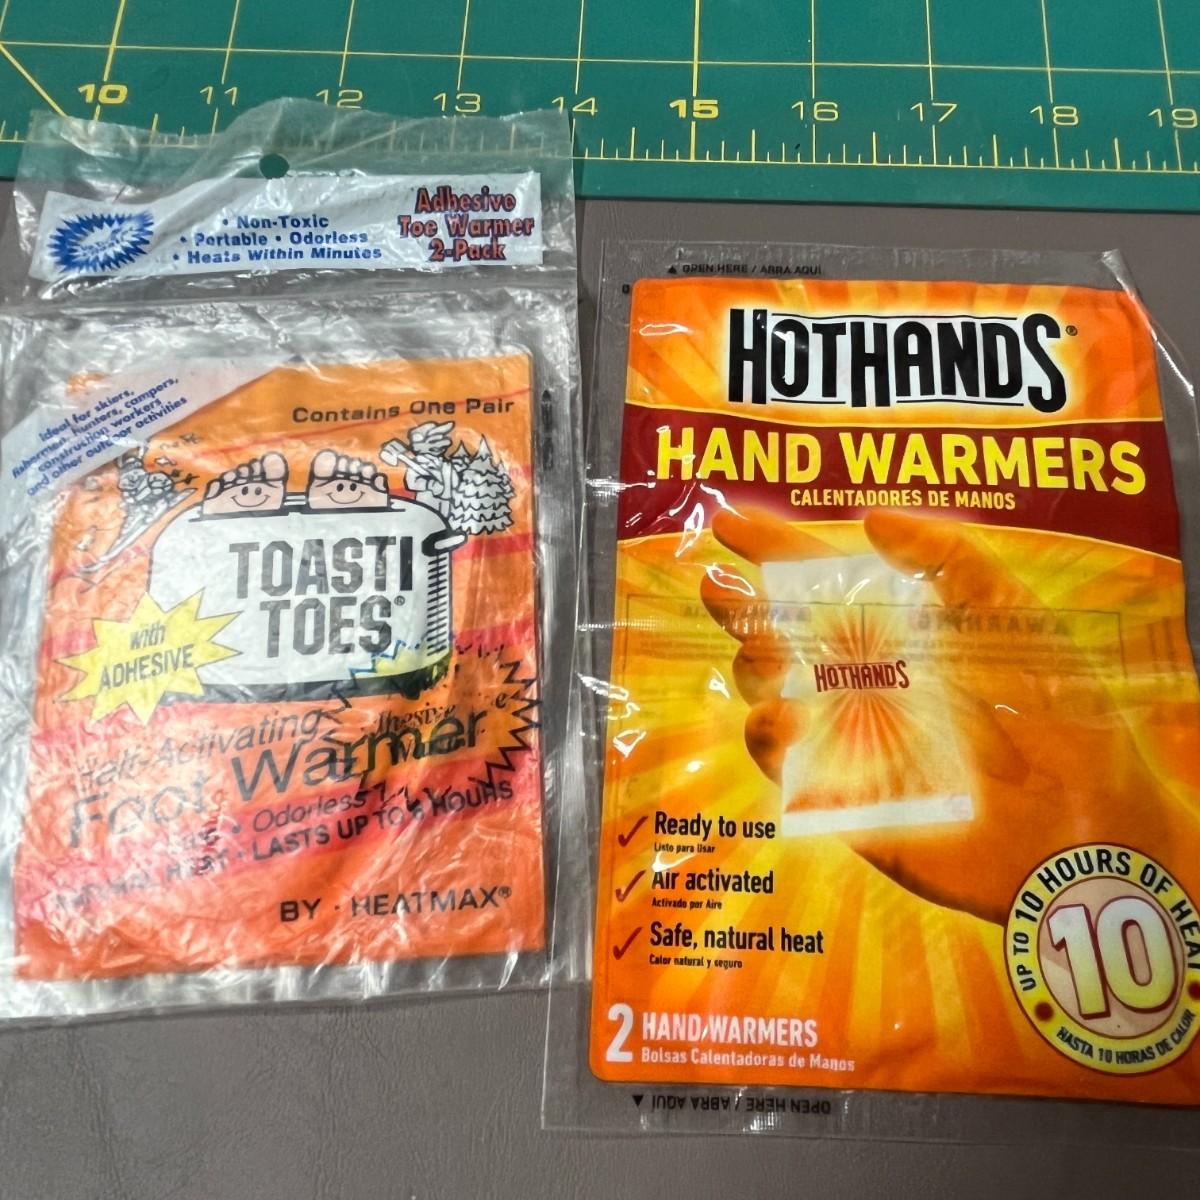 10 11 12 13 14 15 16 17 18 19
• Non-Toxic
• Portable • Odorless
• Heats Within Minutes
Adhesive
Toe Warmer
2-Pack
Ideal for skiers,
fishermen, hunters, campers,
construction workers
and other outdoor activities
Contains One Pair
TOASTI
TOES®
with
ADHESIVE
Activating
Foot Warmer
• Odorless
HEAT • LASTS UP TO 6 HOURS
BY • HEATMAX®
▲ OPEN HERE / ABRA AQUI
HOTHANDS®
HAND WARMERS
CALENTADORES DE MANOS
HOTHANDS
Ready to use
Listo para Usar
Air activated
Activado por Aire
Safe, natural heat
Calor natural y seguro
UP TO 10 HOURS OF HEAT
10
HASTA 10 HORAS DE CALOR
2 HAND WARMERS
Bolsas Calentadoras de Manos
OPEN HERE / ABRA AQUI ▲